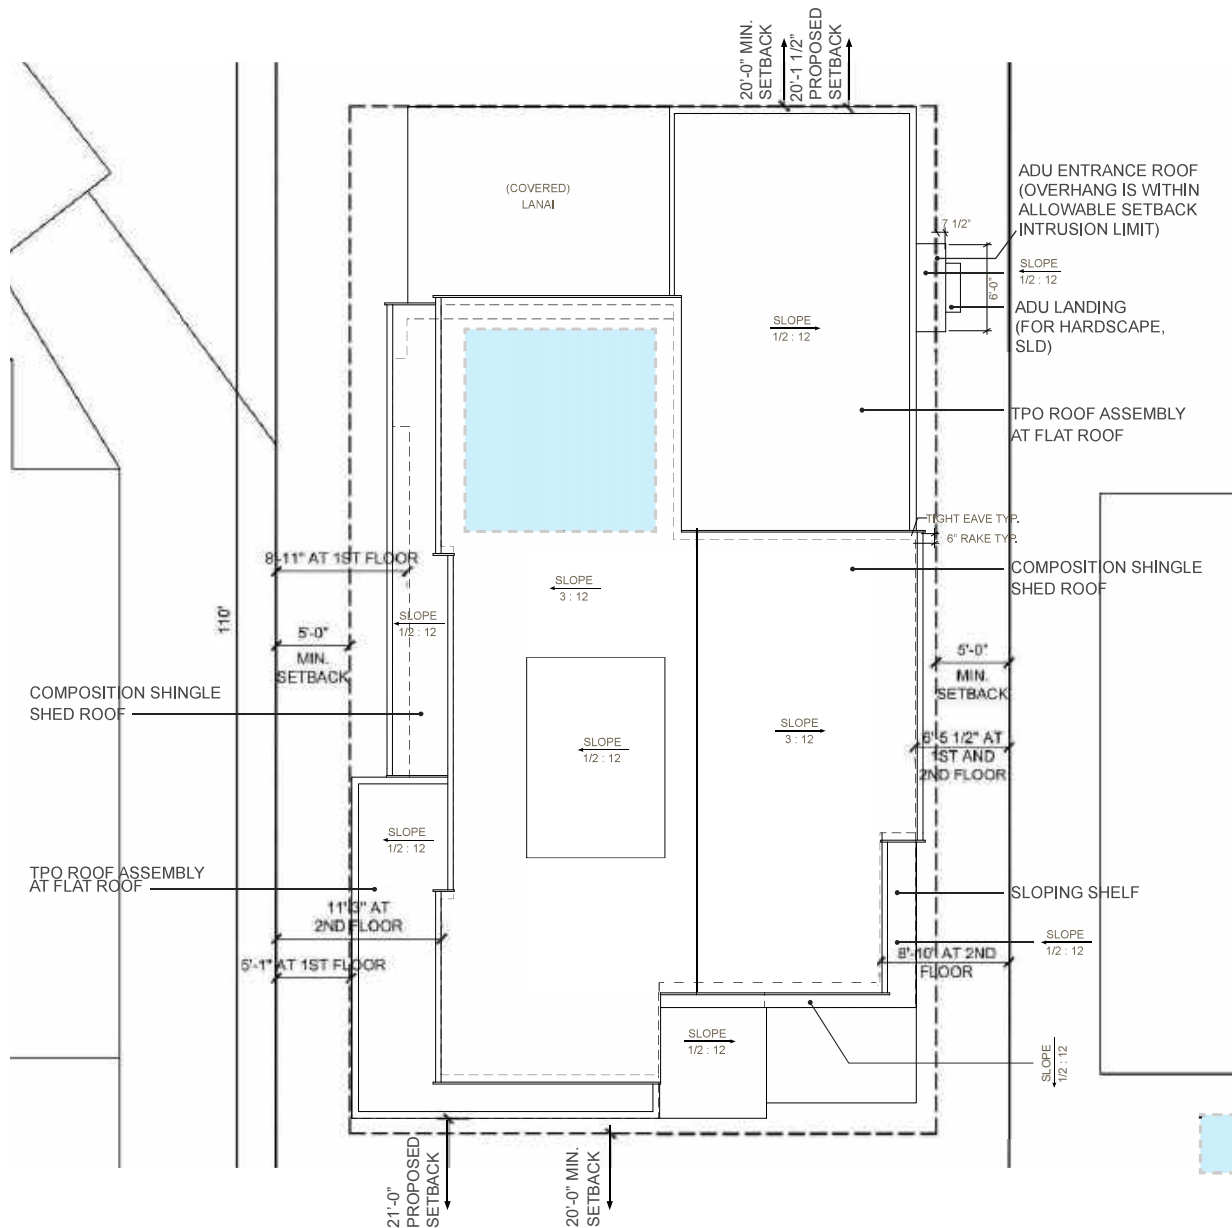 20'-0" MIN.
SETBACK
20'-1 1/2"
PROPOSED
SETBACK
(COVERED)
LANAI
ADU ENTRANCE ROOF
(OVERHANG IS WITHIN
ALLOWABLE SETBACK
INTRUSION LIMIT)
7 1/2"
SLOPE
1/2 : 12
6'-0"
ADU LANDING
(FOR HARDSCAPE,
SLD)
SLOPE
1/2 : 12
TPO ROOF ASSEMBLY
AT FLAT ROOF
TIGHT EAVE TYP.
6" RAKE TYP.
8'-11" AT 1ST FLOOR
COMPOSITION SHINGLE
SHED ROOF
SLOPE
3 : 12
110'
SLOPE
1/2 : 12
5'-0"
MIN.
SETBACK
5'-0"
MIN.
SETBACK
COMPOSITION SHINGLE
SHED ROOF
SLOPE
3 : 12
SLOPE
1/2 : 12
6'-5 1/2" AT
1ST AND
2ND FLOOR
SLOPE
1/2 : 12
TPO ROOF ASSEMBLY
AT FLAT ROOF
SLOPING SHELF
11'-3" AT
2ND FLOOR
SLOPE
1/2 : 12
8'-10" AT 2ND
FLOOR
5'-1" AT 1ST FLOOR
SLOPE
1/2 : 12
SLOPE
1/2 : 12
21'-0"
PROPOSED
SETBACK
20'-0" MIN.
SETBACK